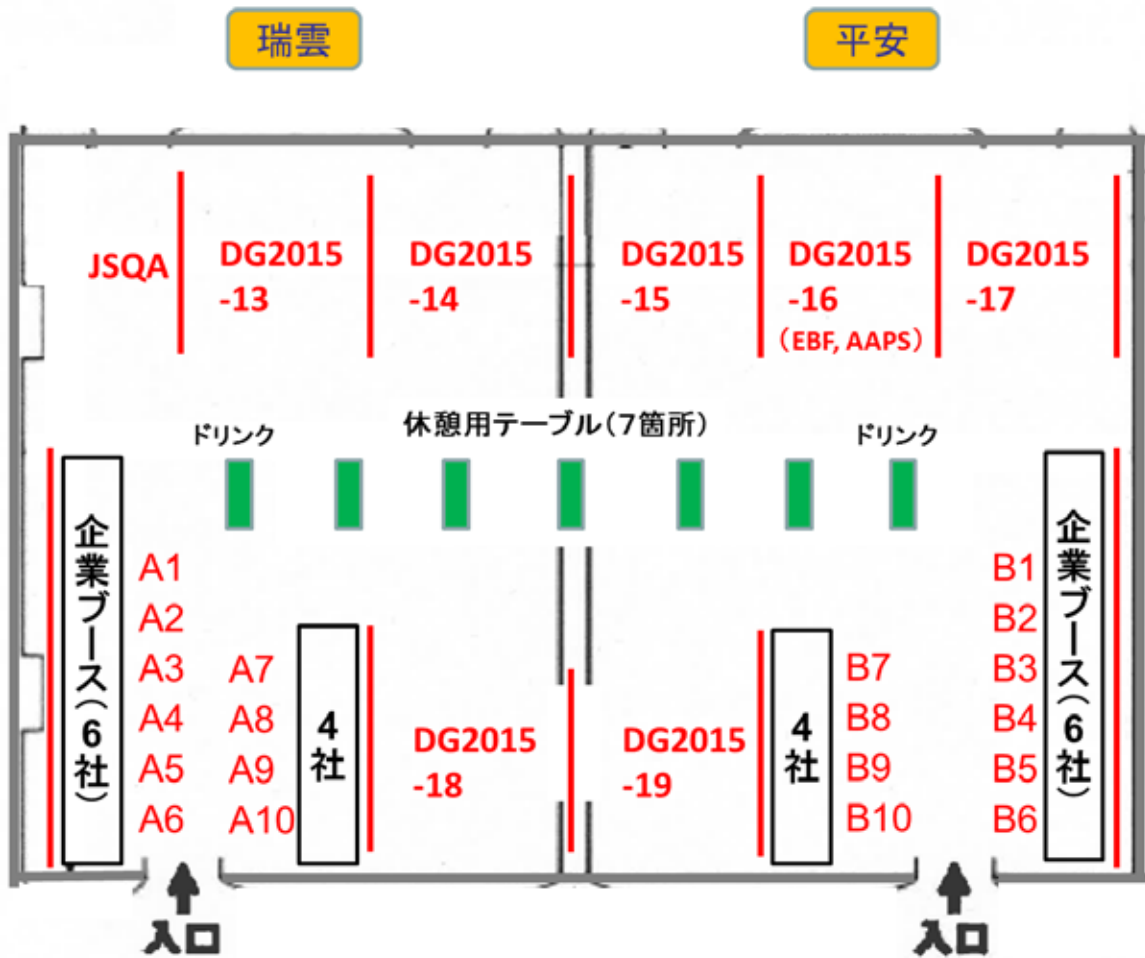 瑞雲
平安
JSQA
DG2015
-13
DG2015
-14
DG2015
-15
DG2015
-16
（EBF, AAPS）
DG2015
-17
ドリンク
休憩用テーブル（7箇所）
ドリンク
企業ブース（6社）
A1
A2
A3
A4
A5
A6
A7
A8
A9
A10
4社
DG2015
-18
DG2015
-19
4社
B7
B8
B9
B10
B1
B2
B3
B4
B5
B6
企業ブース（6社）
入口
入口